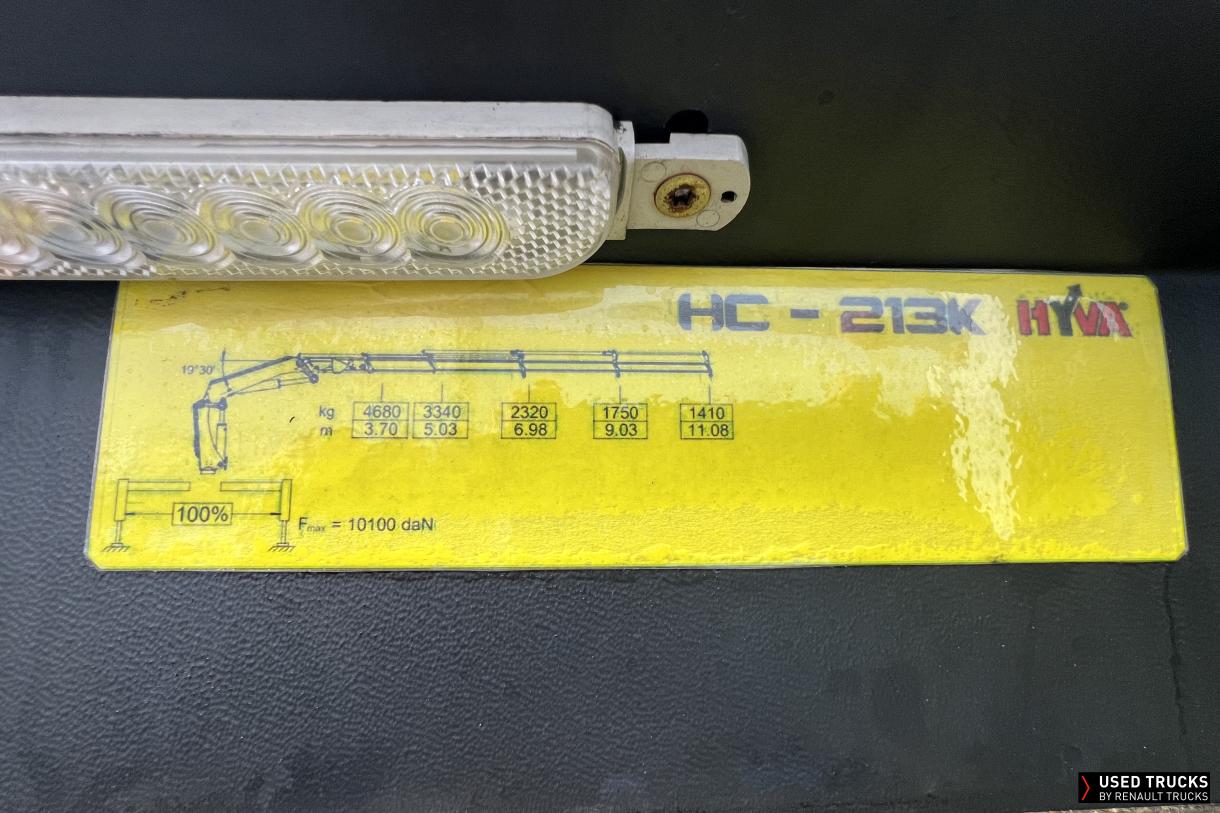 HC - 213K HYVA
19°30'
kg 4680 3340 2320 1750 1410
m 3.70 5.03 6.98 9.03 11.08
100%
Fmax = 10100 daN
USED TRUCKS
BY RENAULT TRUCKS